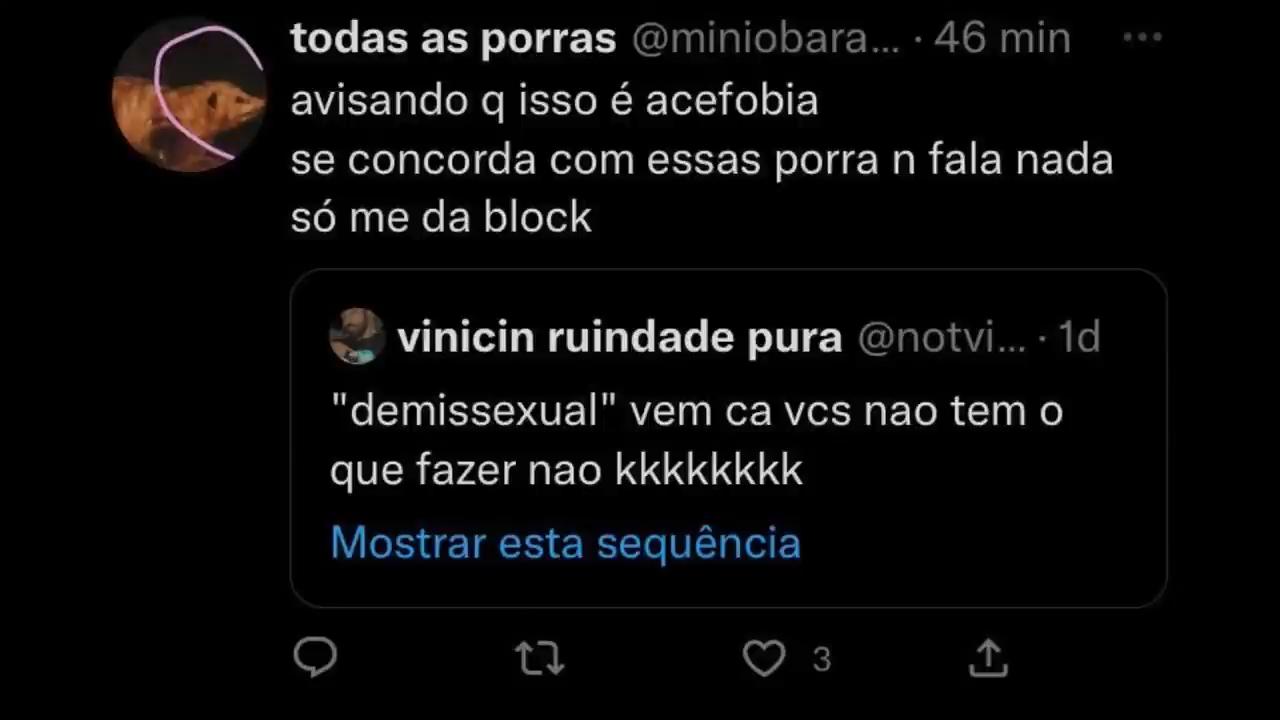 todas as porras @miniobara... · 46 min
avisando q isso é acefobia
se concorda com essas porra n fala nada
só me da block
vinicin ruindade pura @notvi... · 1d
"demissexual" vem ca vcs nao tem o
que fazer nao kkkkkkkk
Mostrar esta sequência
3